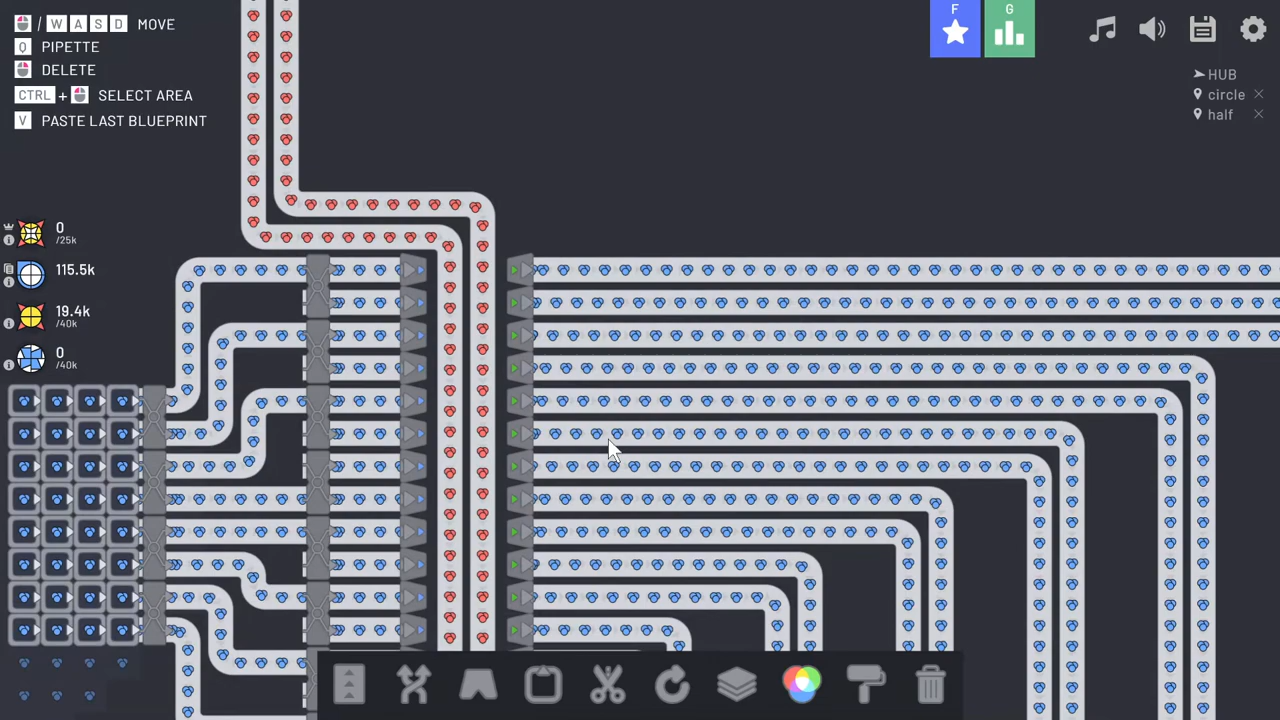 / W A S D MOVE
Q PIPETTE
DELETE
CTRL + SELECT AREA
V PASTE LAST BLUEPRINT
F
G
HUB
circle
half
0
/25k
115.5k
19.4k
/40k
0
/40k